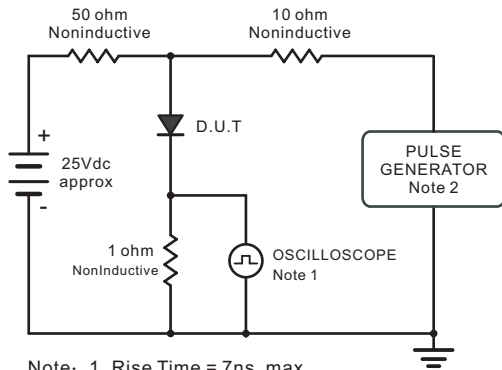 50 ohm
Noninductive
10 ohm
Noninductive
+
D.U.T
25Vdc
approx
-
PULSE
GENERATOR
Note 2
1 ohm
NonInductive
OSCILLOSCOPE
Note 1
Note: 1. Rise Time = 7ns. max.